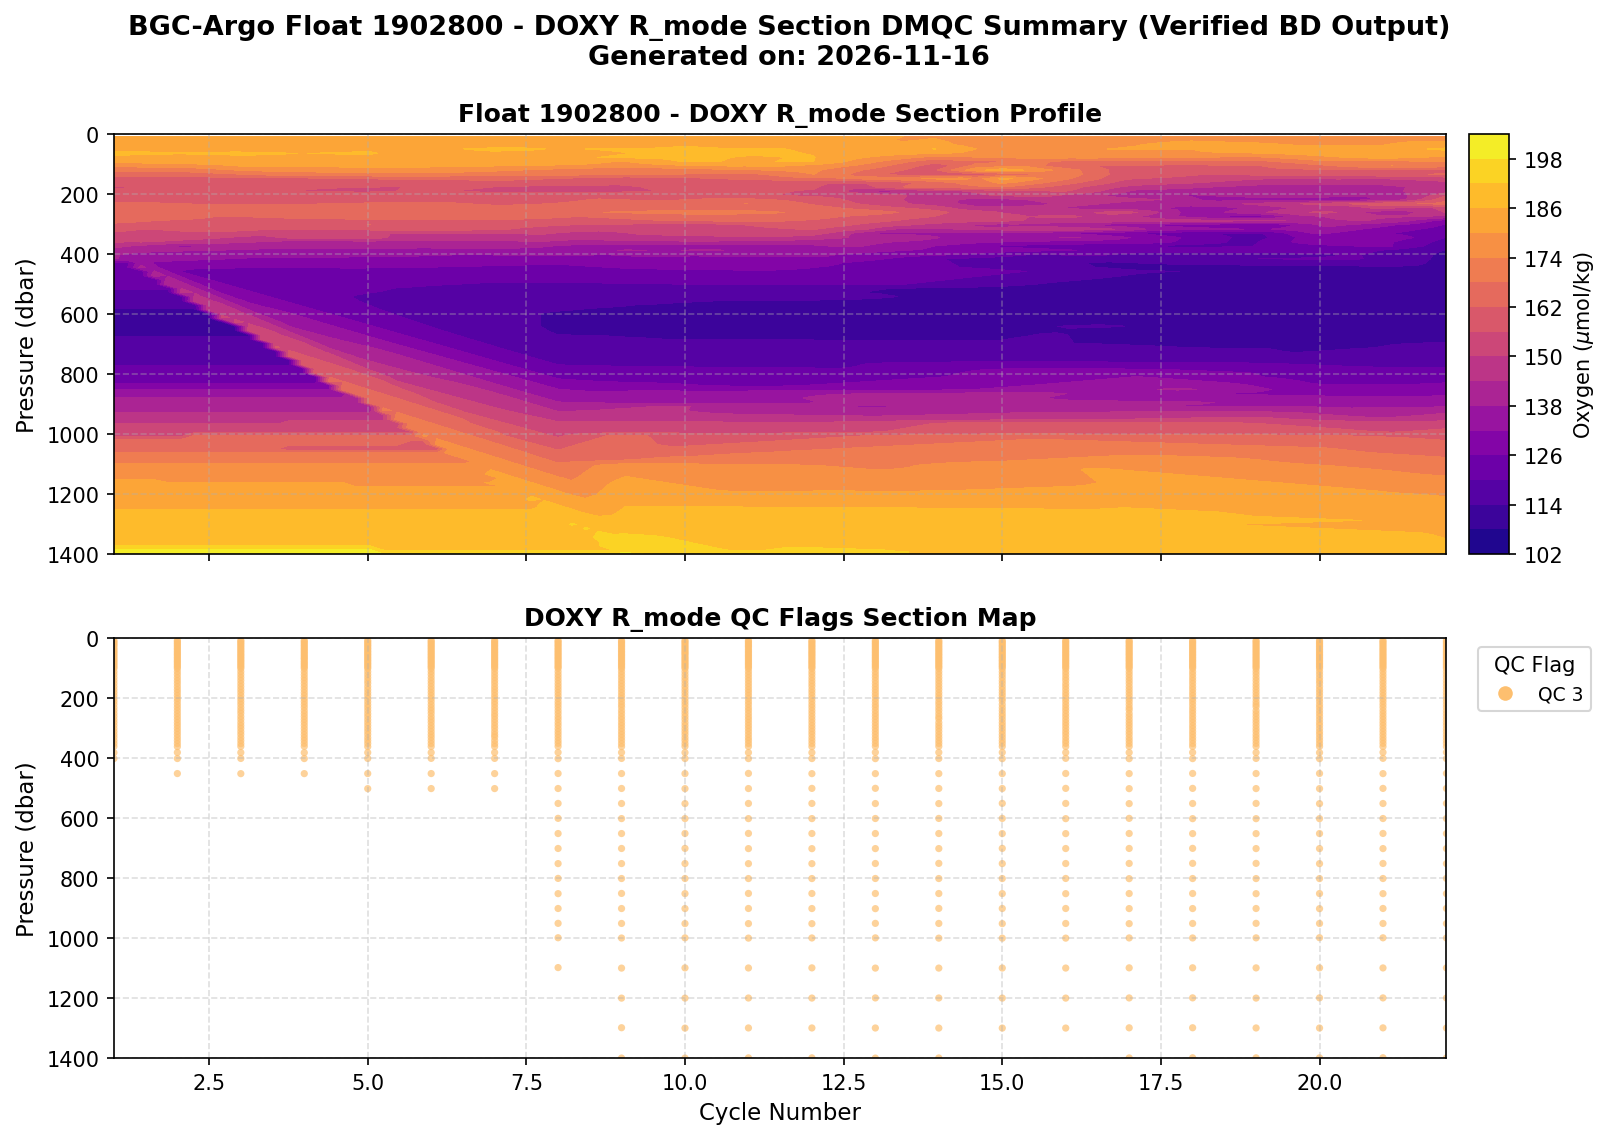 BGC-Argo Float 1902800 - DOXY R_mode Section DMQC Summary (Verified BD Output)
Generated on: 2026-11-16
Float 1902800 - DOXY R_mode Section Profile
Pressure (dbar)
0
200
400
600
800
1000
1200
1400
198
186
174
162
150
138
126
114
102
Oxygen (μmol/kg)
DOXY R_mode QC Flags Section Map
Pressure (dbar)
0
200
400
600
800
1000
1200
1400
2.5 5.0 7.5 10.0 12.5 15.0 17.5 20.0
Cycle Number
QC Flag
QC 3